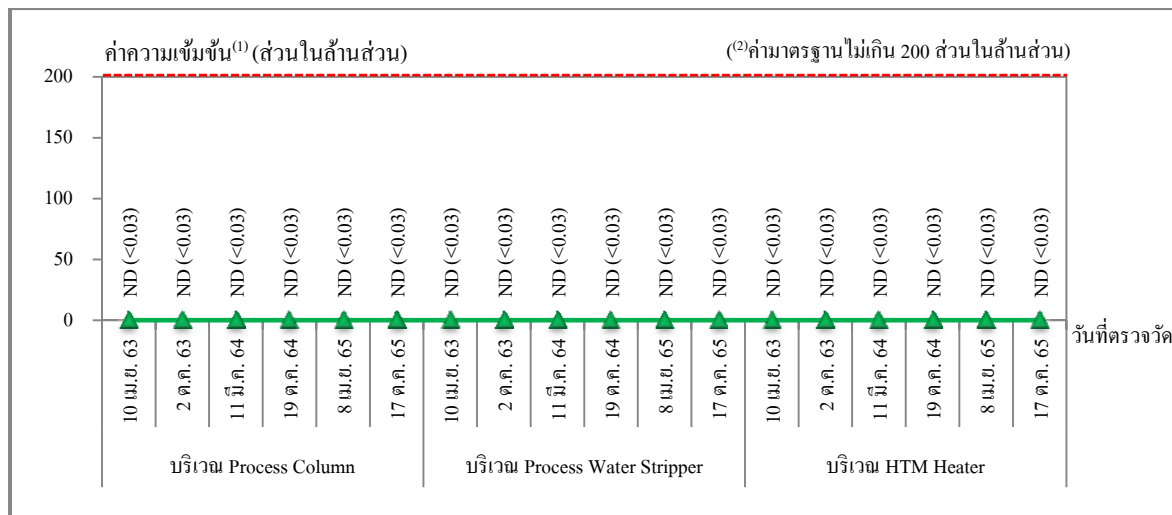 ค่าความเข้มข้น(1) (ส่วนในล้านส่วน) ((2)ค่ามาตรฐานไม่เกิน 200 ส่วนในล้านส่วน)
200
150
100
50
0
ND (<0.03) ND (<0.03) ND (<0.03) ND (<0.03) ND (<0.03) ND (<0.03) ND (<0.03) ND (<0.03) ND (<0.03) ND (<0.03) ND (<0.03) ND (<0.03) ND (<0.03) ND (<0.03) ND (<0.03) ND (<0.03) ND (<0.03) ND (<0.03)
วันที่ตรวจวัด
10 เม.ย. 63 2 ต.ค. 63 11 มี.ค. 64 19 ต.ค. 64 8 เม.ย. 65 17 ต.ค. 65 10 เม.ย. 63 2 ต.ค. 63 11 มี.ค. 64 19 ต.ค. 64 8 เม.ย. 65 17 ต.ค. 65 10 เม.ย. 63 2 ต.ค. 63 11 มี.ค. 64 19 ต.ค. 64 8 เม.ย. 65 17 ต.ค. 65
บริเวณ Process Column บริเวณ Process Water Stripper บริเวณ HTM Heater